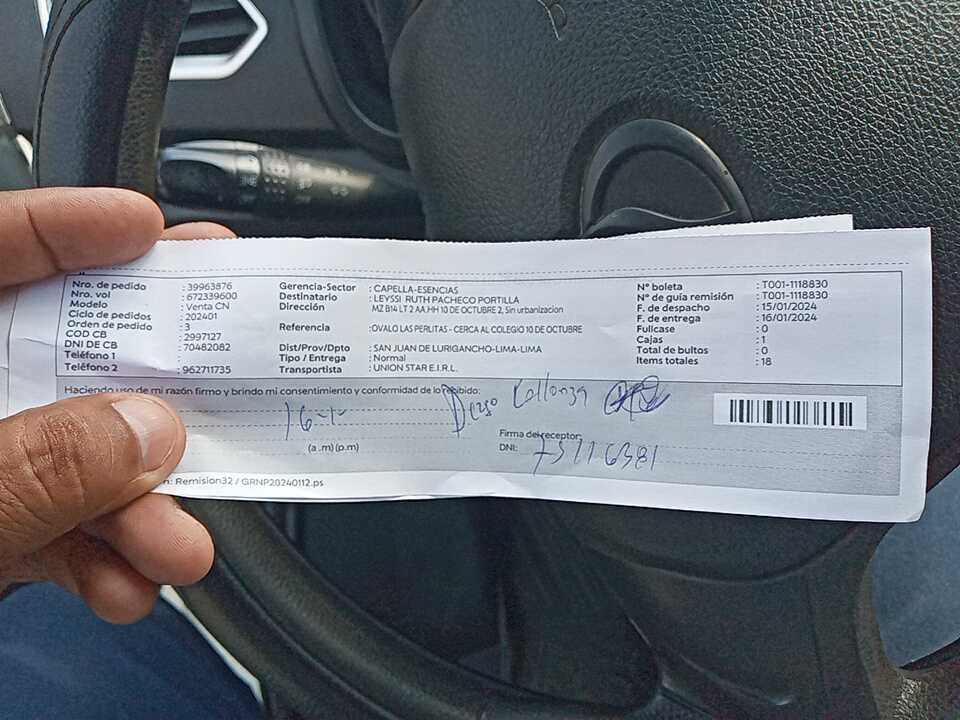 Nro. de pedido : 39963876
Nro. vol : 672339600
Modelo : Venta CN
Ciclo de pedidos : 202401
Orden de pedido : 3
COD CB : 2997127
DNI DE CB : 70482082
Teléfono 1 :
Teléfono 2 : 962711735
Gerencia-Sector : CAPELLA-ESENCIAS
Destinatario : LEYSSI RUTH PACHECO PORTILLA
Dirección : MZ B14 LT 2 AA.HH 10 DE OCTUBRE 2, Sin urbanizacion
Referencia : OVALO LAS PERLITAS - CERCA AL COLEGIO 10 DE OCTUBRE
Dist/Prov/Dpto : SAN JUAN DE LURIGANCHO-LIMA-LIMA
Tipo / Entrega : Normal
Transportista : UNION STAR E.I.R.L.
N° boleta : T001-1118830
N° de guía remisión : T001-1118830
F. de despacho : 15/01/2024
F. de entrega : 16/01/2024
Fullcase : 0
Cajas : 1
Total de bultos : 0
Items totales : 18
Haciendo uso de mi razón firmo y brindo mi consentimiento y conformidad de lo recibido:
16-1-
(a.m)(p.m)
Firma del receptor:
DNI:
: Remision32 / GRNP20240112.ps